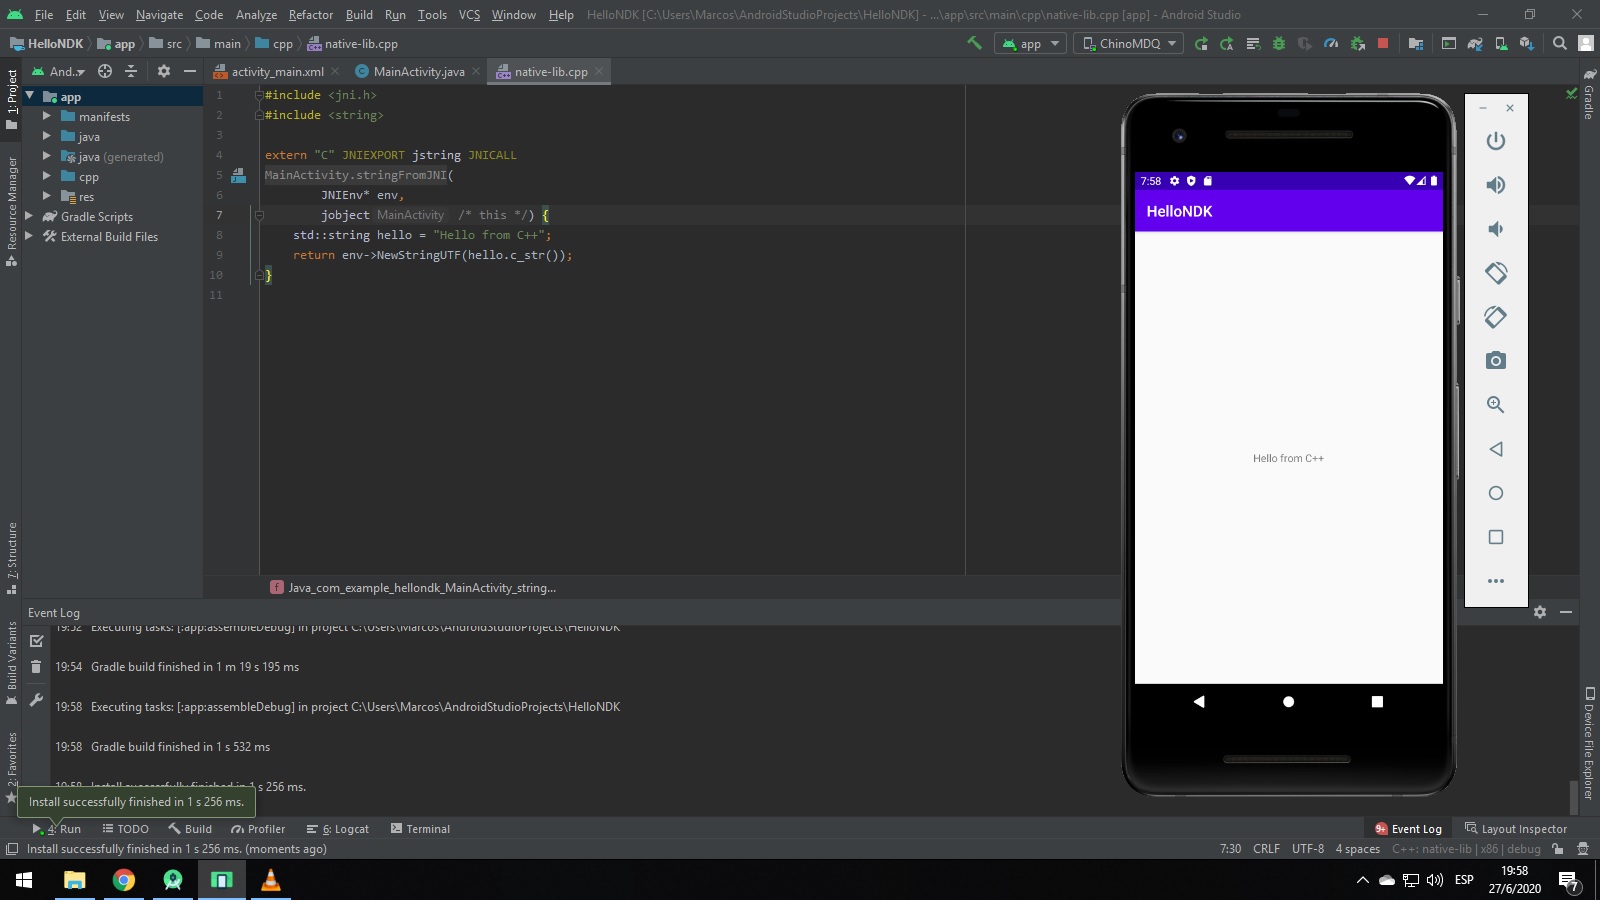 File Edit View Navigate Code Analyze Refactor Build Run Tools VCS Window Help HelloNDK [C:\Users\Marcos\AndroidStudioProjects\HelloNDK] - ...\app\src\main\cpp\native-lib.cpp [app] - Android Studio
HelloNDK app src main cpp native-lib.cpp app ChinoMDQ
And.. activity_main.xml MainActivity.java native-lib.cpp
1: Project
Resource Manager
7: Structure
Build Variants
2: Favorites
app
manifests
java
java (generated)
cpp
res
Gradle Scripts
External Build Files
1 #include <jni.h>
2 #include <string>
3
4 extern "C" JNIEXPORT jstring JNICALL
5 MainActivity.stringFromJNI(
6 JNIEnv* env,
7 jobject MainActivity /* this */) {
8 std::string hello = "Hello from C++";
9 return env->NewStringUTF(hello.c_str());
10 }
11
Java_com_example_hellondk_MainActivity_string...
7:58
HelloNDK
Hello from C++
Gradle
Device File Explorer
Event Log
19:52 Executing tasks: [:app:assembleDebug] in project C:\Users\Marcos\AndroidStudioProjects\HelloNDK
19:54 Gradle build finished in 1 m 19 s 195 ms
19:58 Executing tasks: [:app:assembleDebug] in project C:\Users\Marcos\AndroidStudioProjects\HelloNDK
19:58 Gradle build finished in 1 s 532 ms
19:58 Install successfully finished in 1 s 256 ms.
Install successfully finished in 1 s 256 ms.
4: Run TODO Build Profiler 6: Logcat Terminal 9+ Event Log Layout Inspector
Install successfully finished in 1 s 256 ms. (moments ago) 7:30 CRLF UTF-8 4 spaces C++: native-lib | x86 | debug
ESP 19:58
27/6/2020 7